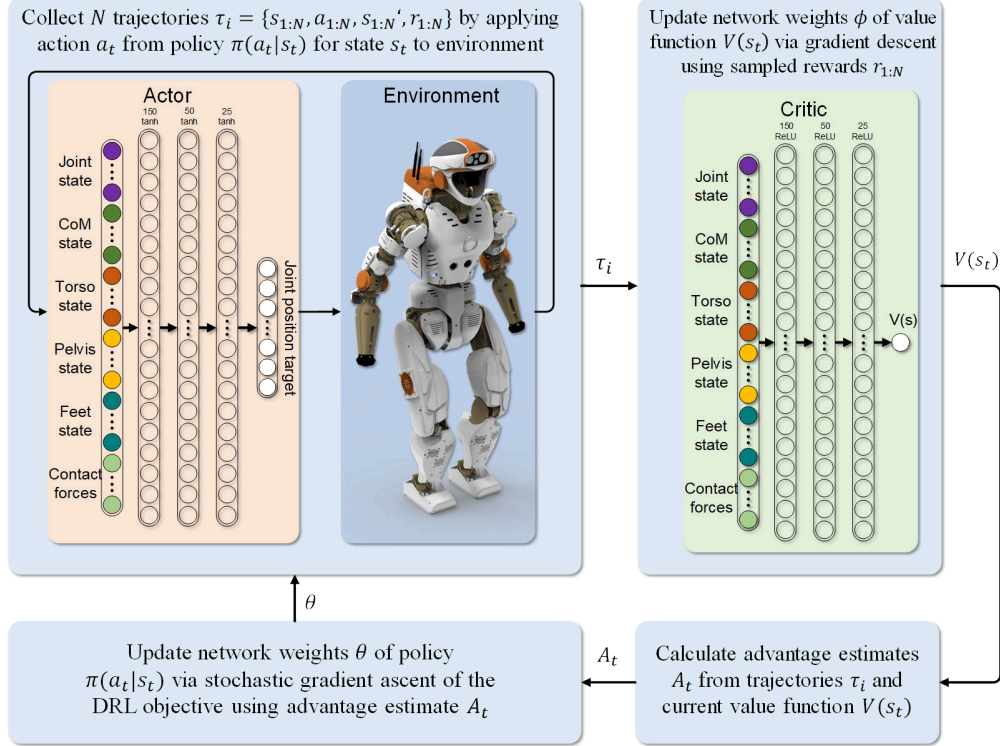 Collect N trajectories τᵢ = {s₁:N, a₁:N, s₁:N‘, r₁:N} by applying
action aₜ from policy π(aₜ|sₜ) for state sₜ to environment
Actor
150
tanh
50
tanh
25
tanh
Joint
state
CoM
state
Torso
state
Pelvis
state
Feet
state
Contact
forces
Joint position target
Environment
τᵢ
Update network weights ϕ of value
function V(sₜ) via gradient descent
using sampled rewards r₁:N
Critic
150
ReLU
50
ReLU
25
ReLU
Joint
state
CoM
state
Torso
state
Pelvis
state
Feet
state
Contact
forces
V(s)
V(sₜ)
θ
Update network weights θ of policy
π(aₜ|sₜ) via stochastic gradient ascent of the
DRL objective using advantage estimate Aₜ
Aₜ
Calculate advantage estimates
Aₜ from trajectories τᵢ and
current value function V(sₜ)